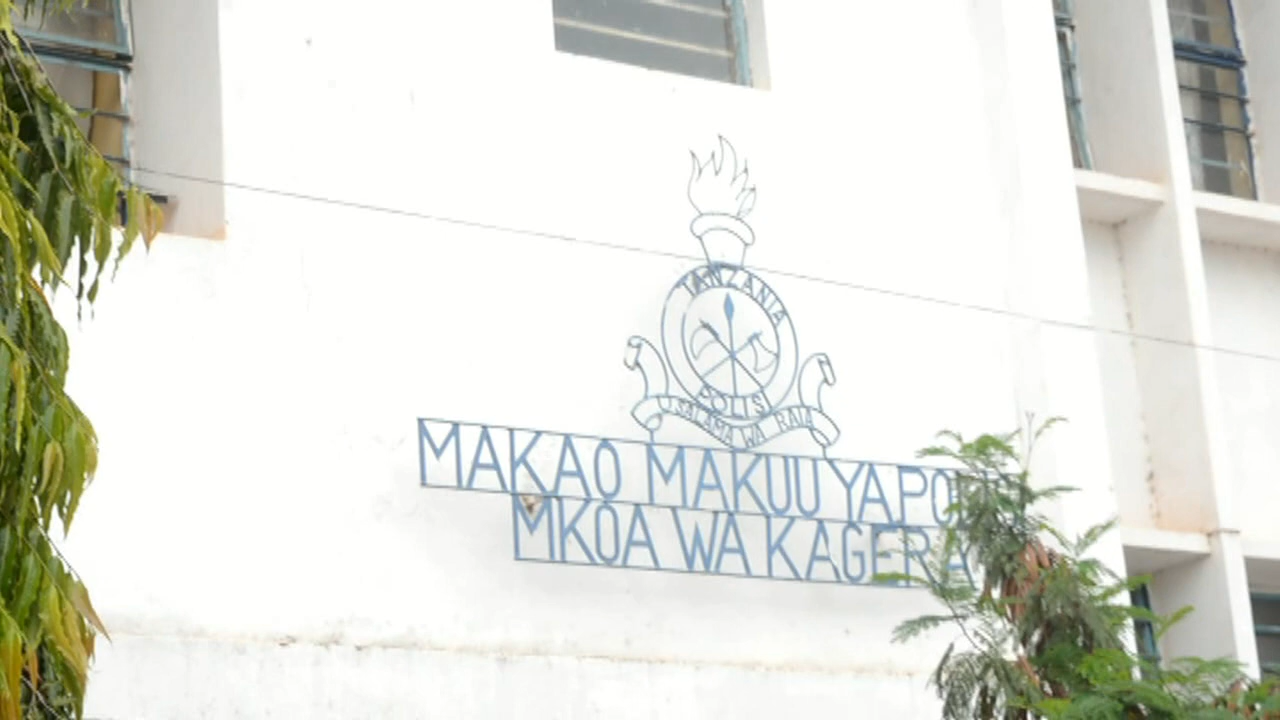 TANZANIA
POLISI
USALAMA WA RAIA
MAKAO MAKUU YA
MKOA WA KAGERA